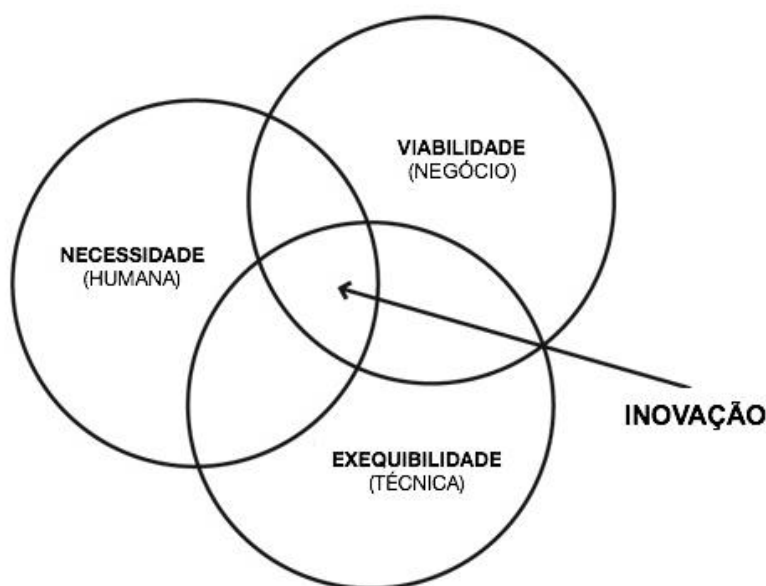 VIABILIDADE
(NEGÓCIO)
NECESSIDADE
(HUMANA)
INOVAÇÃO
EXEQUIBILIDADE
(TÉCNICA)